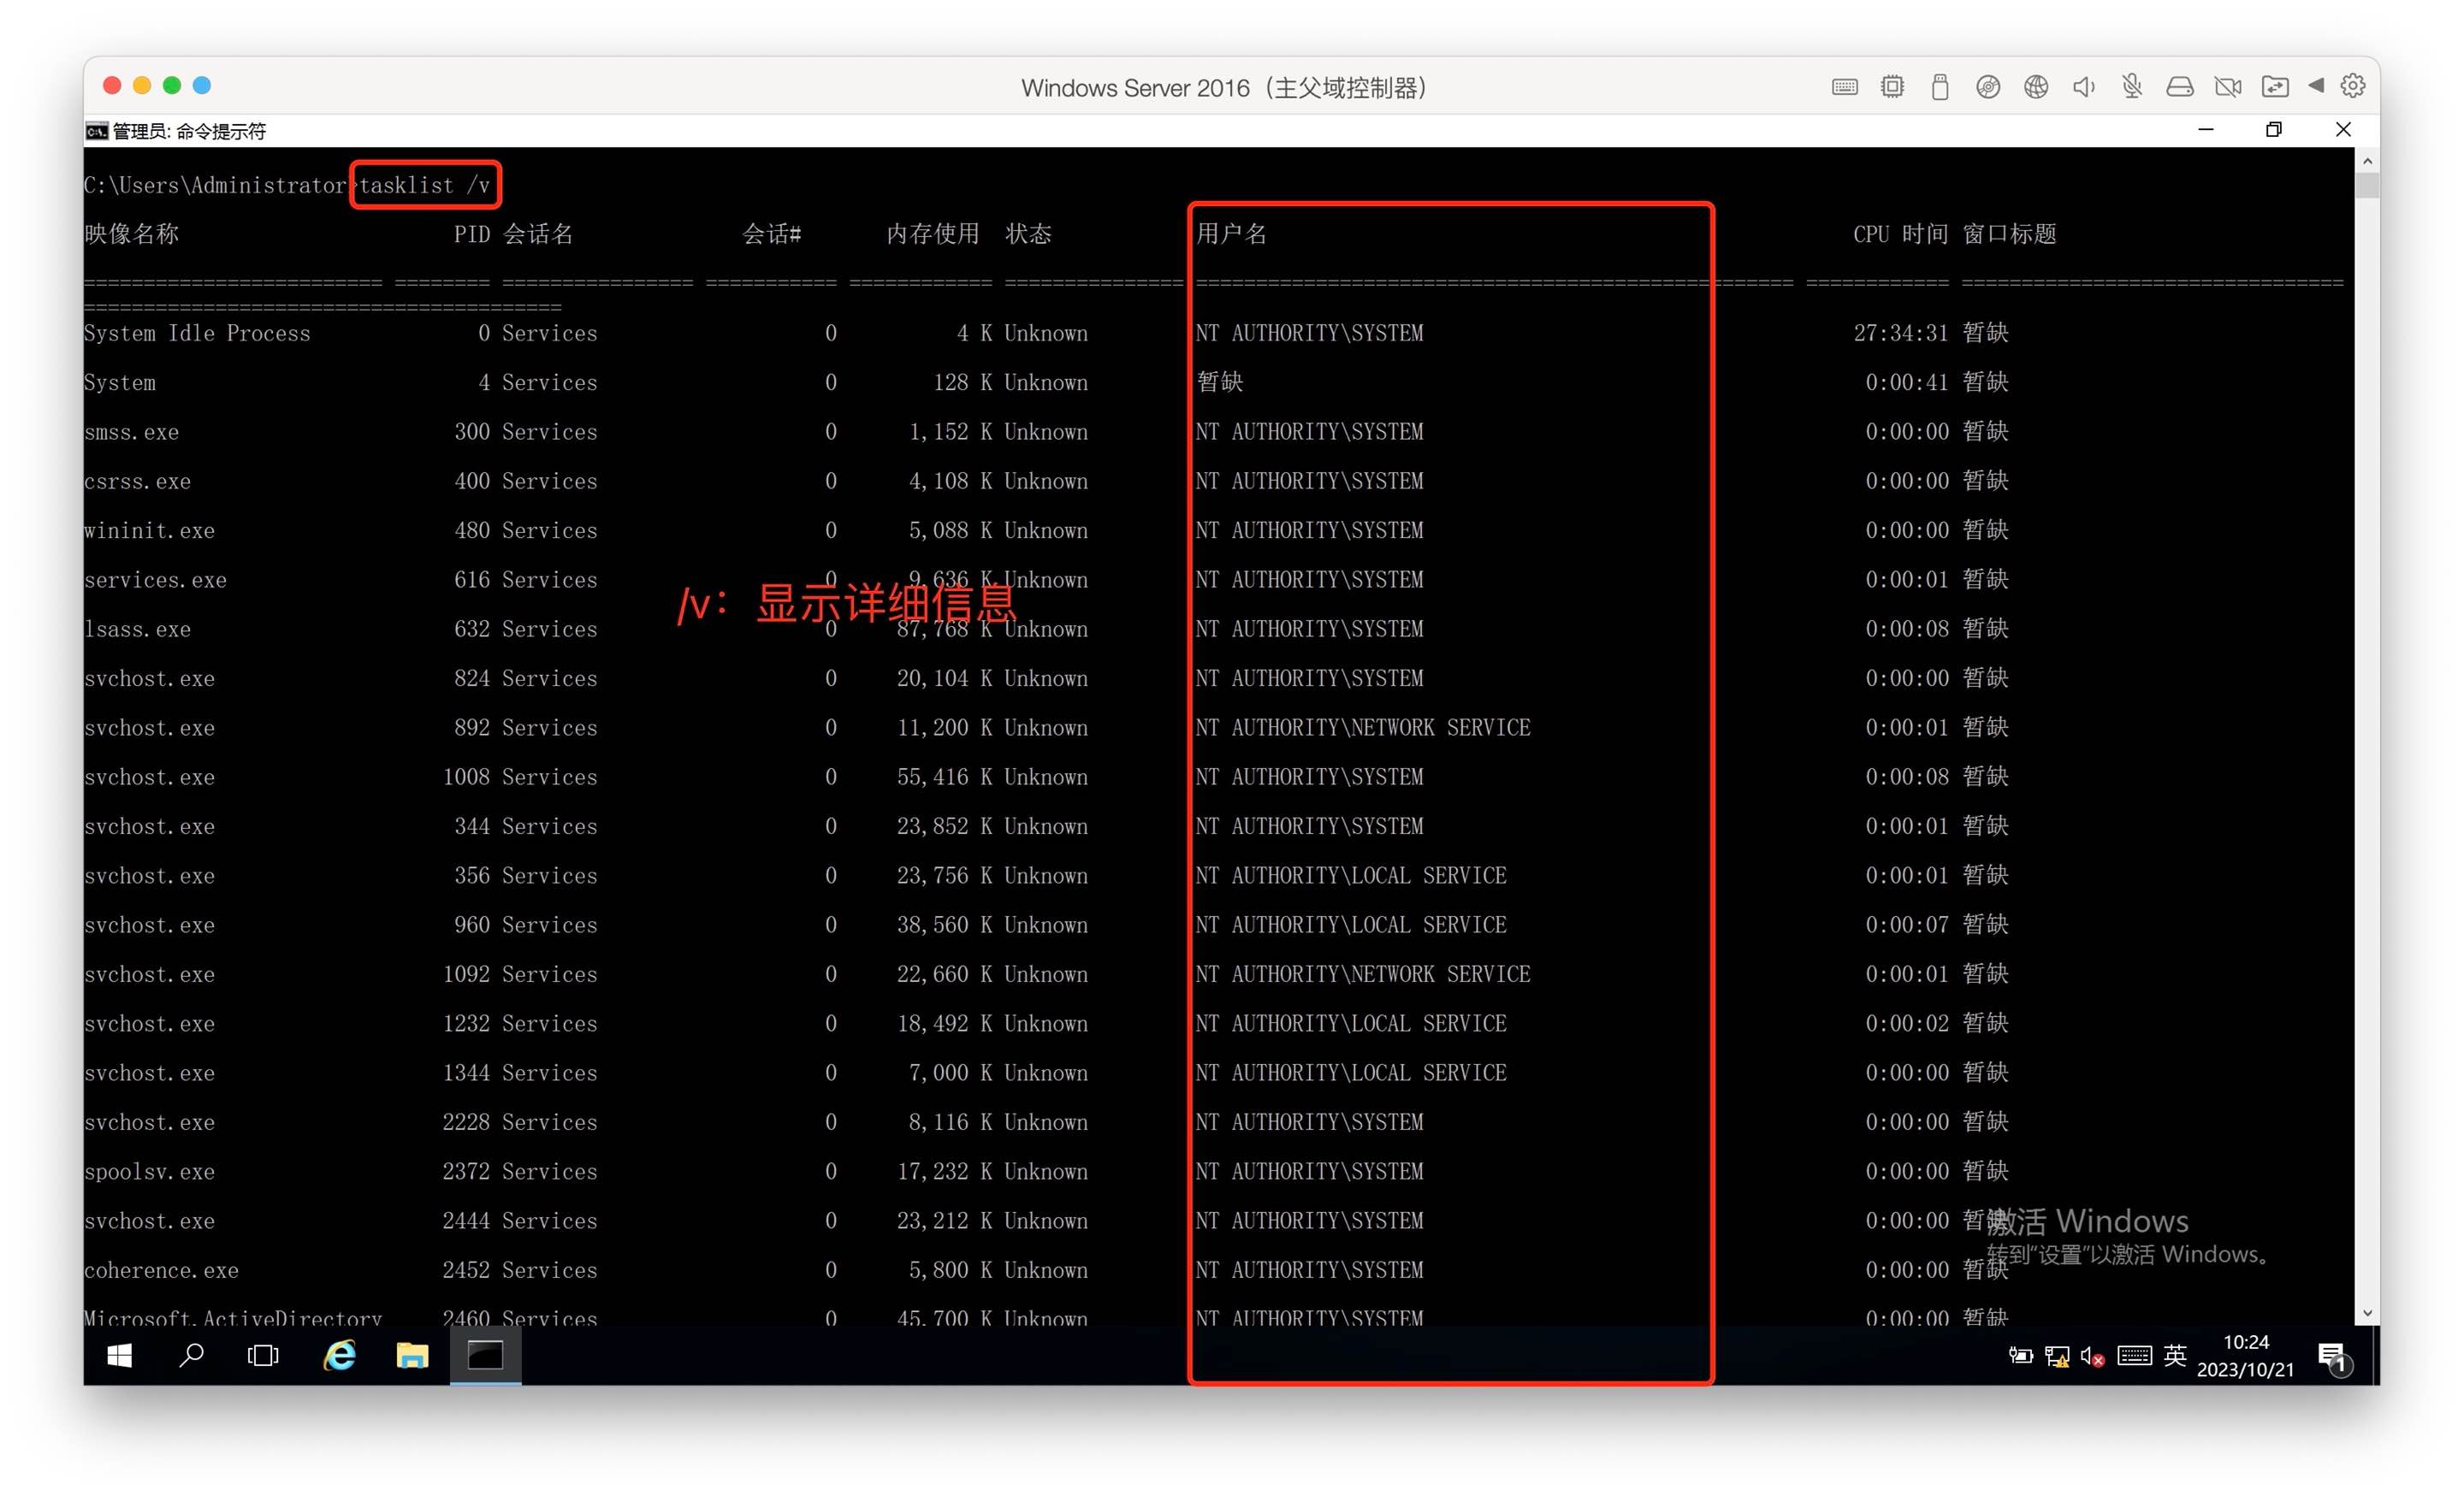 Windows Server 2016（主父域控制器）
管理员: 命令提示符
C:\Users\Administrator>tasklist /v
映像名称 PID 会话名 会话# 内存使用 状态 用户名 CPU 时间 窗口标题
========================= ======== ================ =========== ============ =============== ================================================== ============ ================================
========================================
System Idle Process 0 Services 0 4 K Unknown NT AUTHORITY\SYSTEM 27:34:31 暂缺
System 4 Services 0 128 K Unknown 暂缺 0:00:41 暂缺
smss.exe 300 Services 0 1,152 K Unknown NT AUTHORITY\SYSTEM 0:00:00 暂缺
csrss.exe 400 Services 0 4,108 K Unknown NT AUTHORITY\SYSTEM 0:00:00 暂缺
wininit.exe 480 Services 0 5,088 K Unknown NT AUTHORITY\SYSTEM 0:00:00 暂缺
services.exe 616 Services 0 9,636 K Unknown NT AUTHORITY\SYSTEM 0:00:01 暂缺
/v：显示详细信息
lsass.exe 632 Services 0 87,768 K Unknown NT AUTHORITY\SYSTEM 0:00:08 暂缺
svchost.exe 824 Services 0 20,104 K Unknown NT AUTHORITY\SYSTEM 0:00:00 暂缺
svchost.exe 892 Services 0 11,200 K Unknown NT AUTHORITY\NETWORK SERVICE 0:00:01 暂缺
svchost.exe 1008 Services 0 55,416 K Unknown NT AUTHORITY\SYSTEM 0:00:08 暂缺
svchost.exe 344 Services 0 23,852 K Unknown NT AUTHORITY\SYSTEM 0:00:01 暂缺
svchost.exe 356 Services 0 23,756 K Unknown NT AUTHORITY\LOCAL SERVICE 0:00:01 暂缺
svchost.exe 960 Services 0 38,560 K Unknown NT AUTHORITY\LOCAL SERVICE 0:00:07 暂缺
svchost.exe 1092 Services 0 22,660 K Unknown NT AUTHORITY\NETWORK SERVICE 0:00:01 暂缺
svchost.exe 1232 Services 0 18,492 K Unknown NT AUTHORITY\LOCAL SERVICE 0:00:02 暂缺
svchost.exe 1344 Services 0 7,000 K Unknown NT AUTHORITY\LOCAL SERVICE 0:00:00 暂缺
svchost.exe 2228 Services 0 8,116 K Unknown NT AUTHORITY\SYSTEM 0:00:00 暂缺
spoolsv.exe 2372 Services 0 17,232 K Unknown NT AUTHORITY\SYSTEM 0:00:00 暂缺
svchost.exe 2444 Services 0 23,212 K Unknown NT AUTHORITY\SYSTEM 0:00:00 暂缺
激活 Windows
转到“设置”以激活 Windows。
coherence.exe 2452 Services 0 5,800 K Unknown NT AUTHORITY\SYSTEM 0:00:00 暂缺
Microsoft.ActiveDirectory 2460 Services 0 45,700 K Unknown NT AUTHORITY\SYSTEM 0:00:00 暂缺
英
10:24
2023/10/21
1